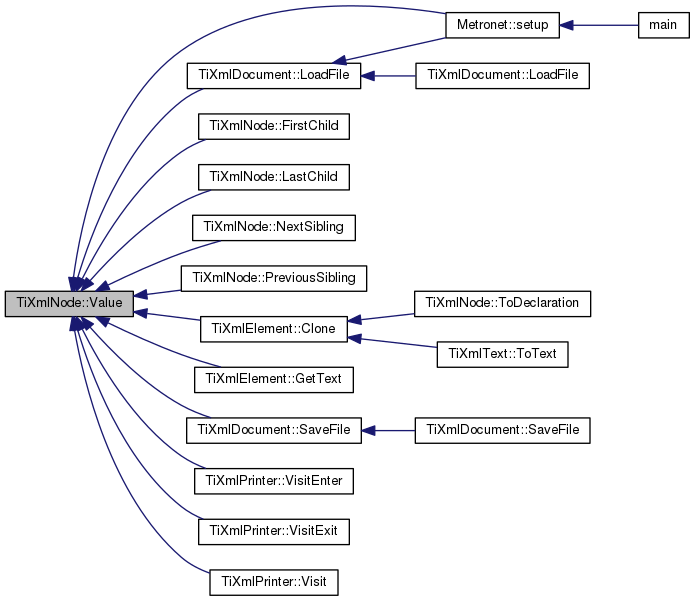 Metronet::setup
main
TiXmlDocument::LoadFile
TiXmlDocument::LoadFile
TiXmlNode::FirstChild
TiXmlNode::LastChild
TiXmlNode::NextSibling
TiXmlNode::PreviousSibling
TiXmlNode::Value
TiXmlElement::Clone
TiXmlNode::ToDeclaration
TiXmlText::ToText
TiXmlElement::GetText
TiXmlDocument::SaveFile
TiXmlDocument::SaveFile
TiXmlPrinter::VisitEnter
TiXmlPrinter::VisitExit
TiXmlPrinter::Visit